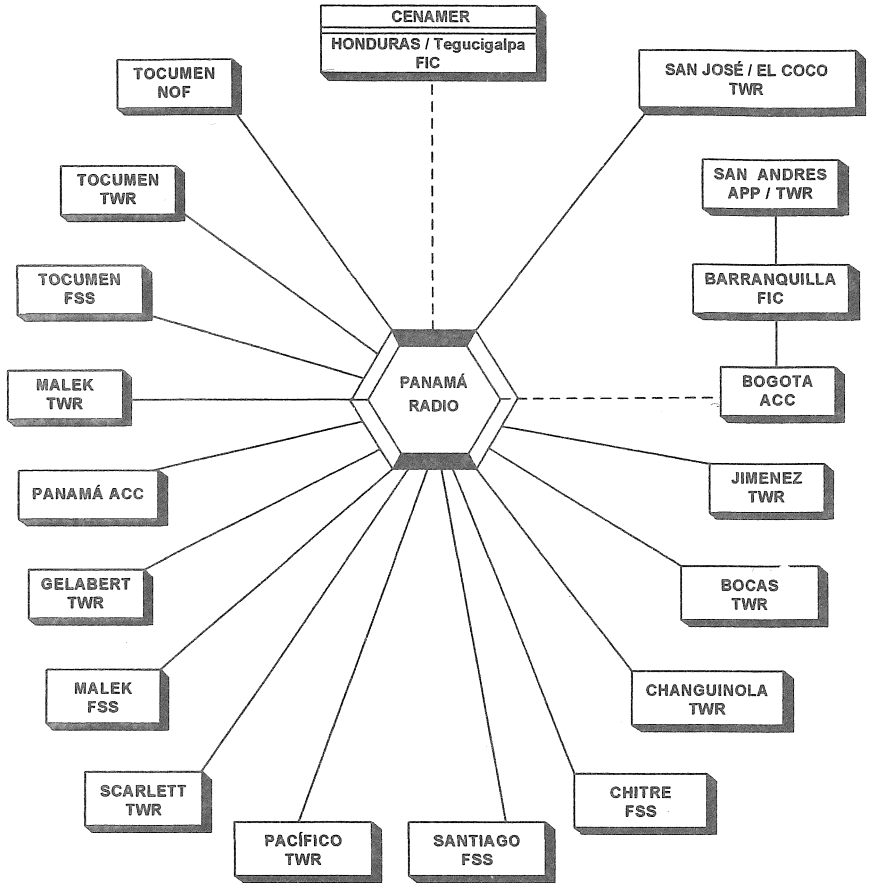 CENAMER
HONDURAS / Tegucigalpa
FIC
TOCUMEN
NOF
SAN JOSÉ / EL COCO
TWR
TOCUMEN
TWR
SAN ANDRES
APP / TWR
TOCUMEN
FSS
BARRANQUILLA
FIC
MALEK
TWR
PANAMÁ
RADIO
BOGOTA
ACC
PANAMÁ ACC
JIMENEZ
TWR
GELABERT
TWR
BOCAS
TWR
MALEK
FSS
CHANGUINOLA
TWR
SCARLETT
TWR
CHITRE
FSS
PACÍFICO
TWR
SANTIAGO
FSS